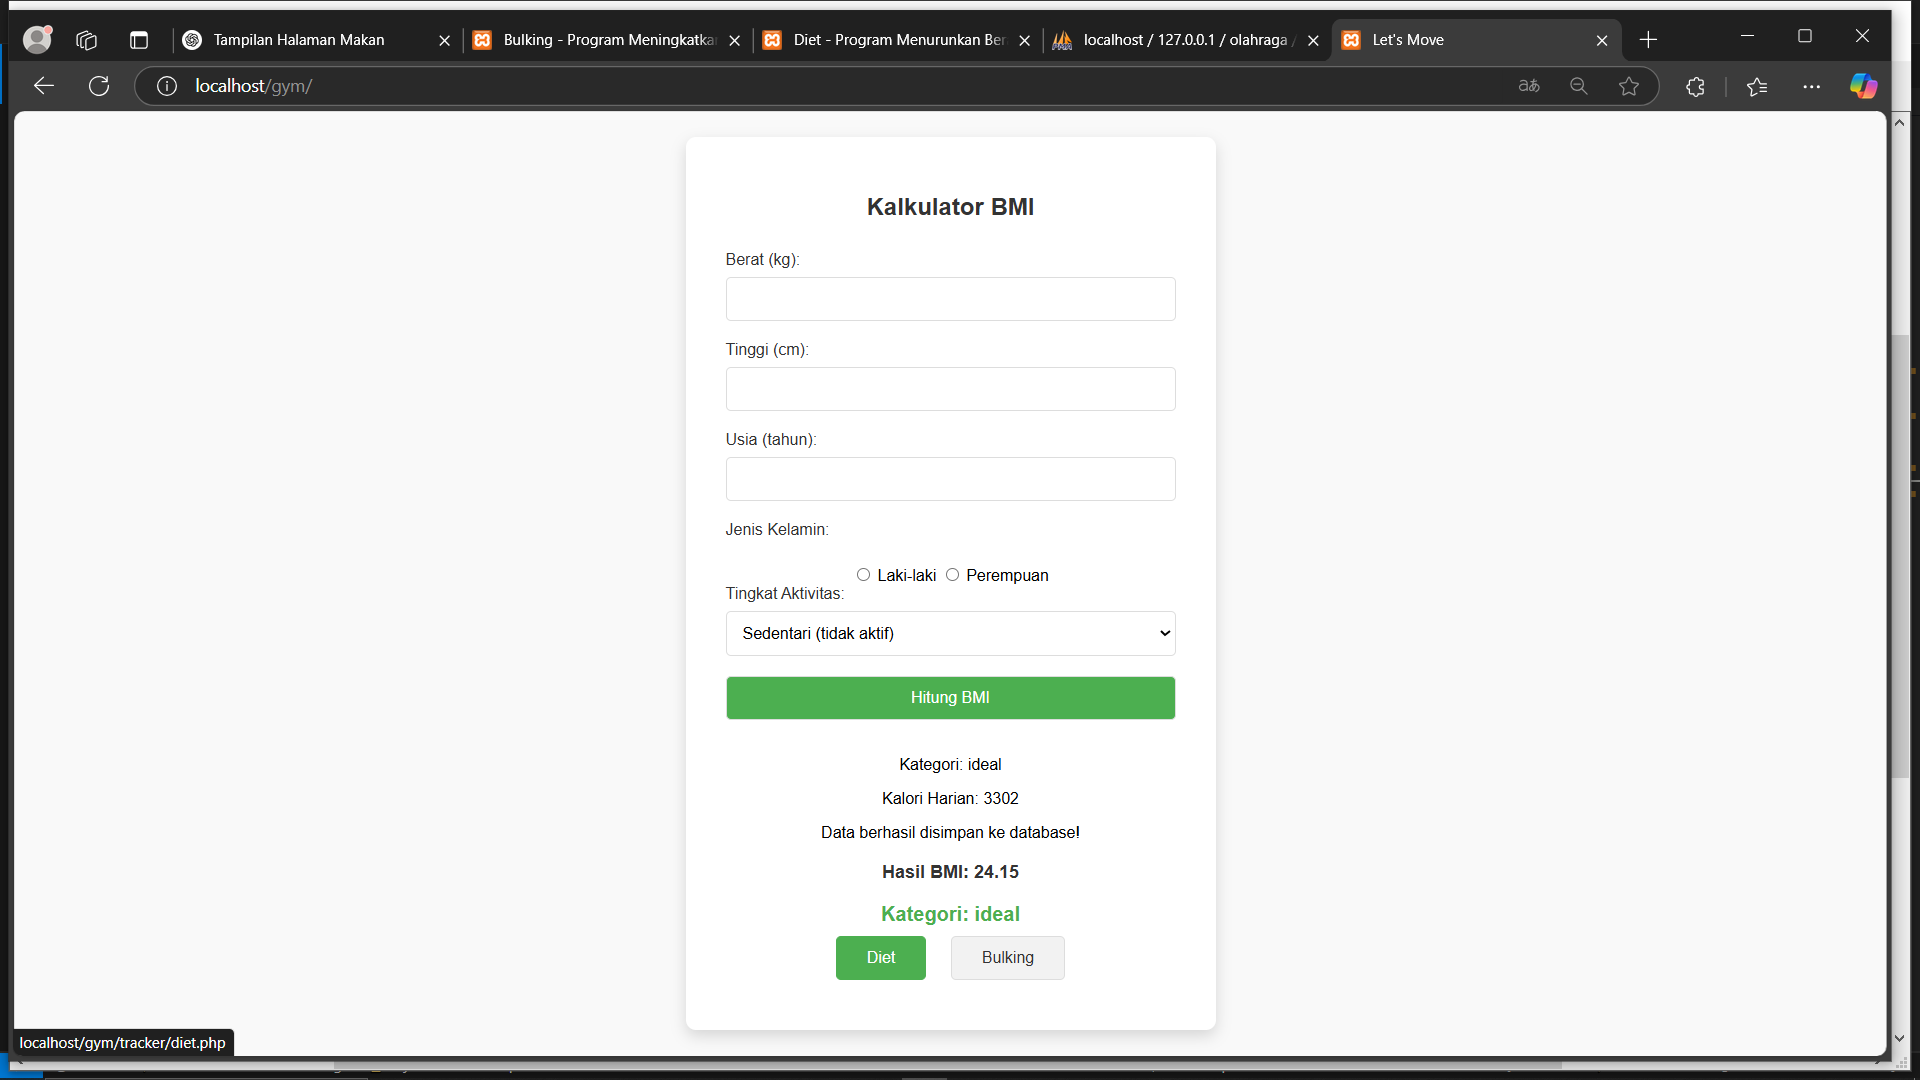 Tampilan Halaman Makan
Bulking - Program Meningkatkan
Diet - Program Menurunkan Ber
localhost / 127.0.0.1 / olahraga /
Let's Move
localhost/gym/
aあ
Kalkulator BMI
Berat (kg):
Tinggi (cm):
Usia (tahun):
Jenis Kelamin:
Laki-laki Perempuan
Tingkat Aktivitas:
Sedentari (tidak aktif)
Hitung BMI
Kategori: ideal
Kalori Harian: 3302
Data berhasil disimpan ke database!
Hasil BMI: 24.15
Kategori: ideal
Diet
Bulking
localhost/gym/tracker/diet.php